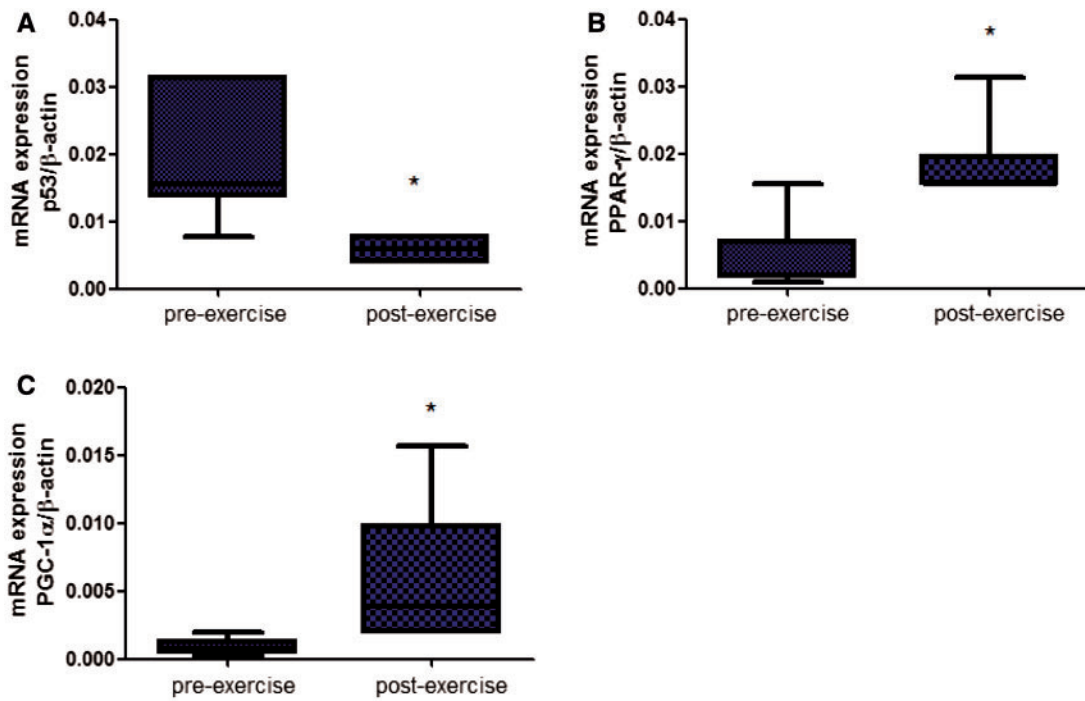 A
mRNA expression
p53/β-actin
0.04
0.03
0.02
0.01
0.00
*
pre-exercise
post-exercise
B
mRNA expression
PPAR-γ/β-actin
0.04
0.03
0.02
0.01
0.00
*
pre-exercise
post-exercise
C
mRNA expression
PGC-1α/β-actin
0.020
0.015
0.010
0.005
0.000
*
pre-exercise
post-exercise